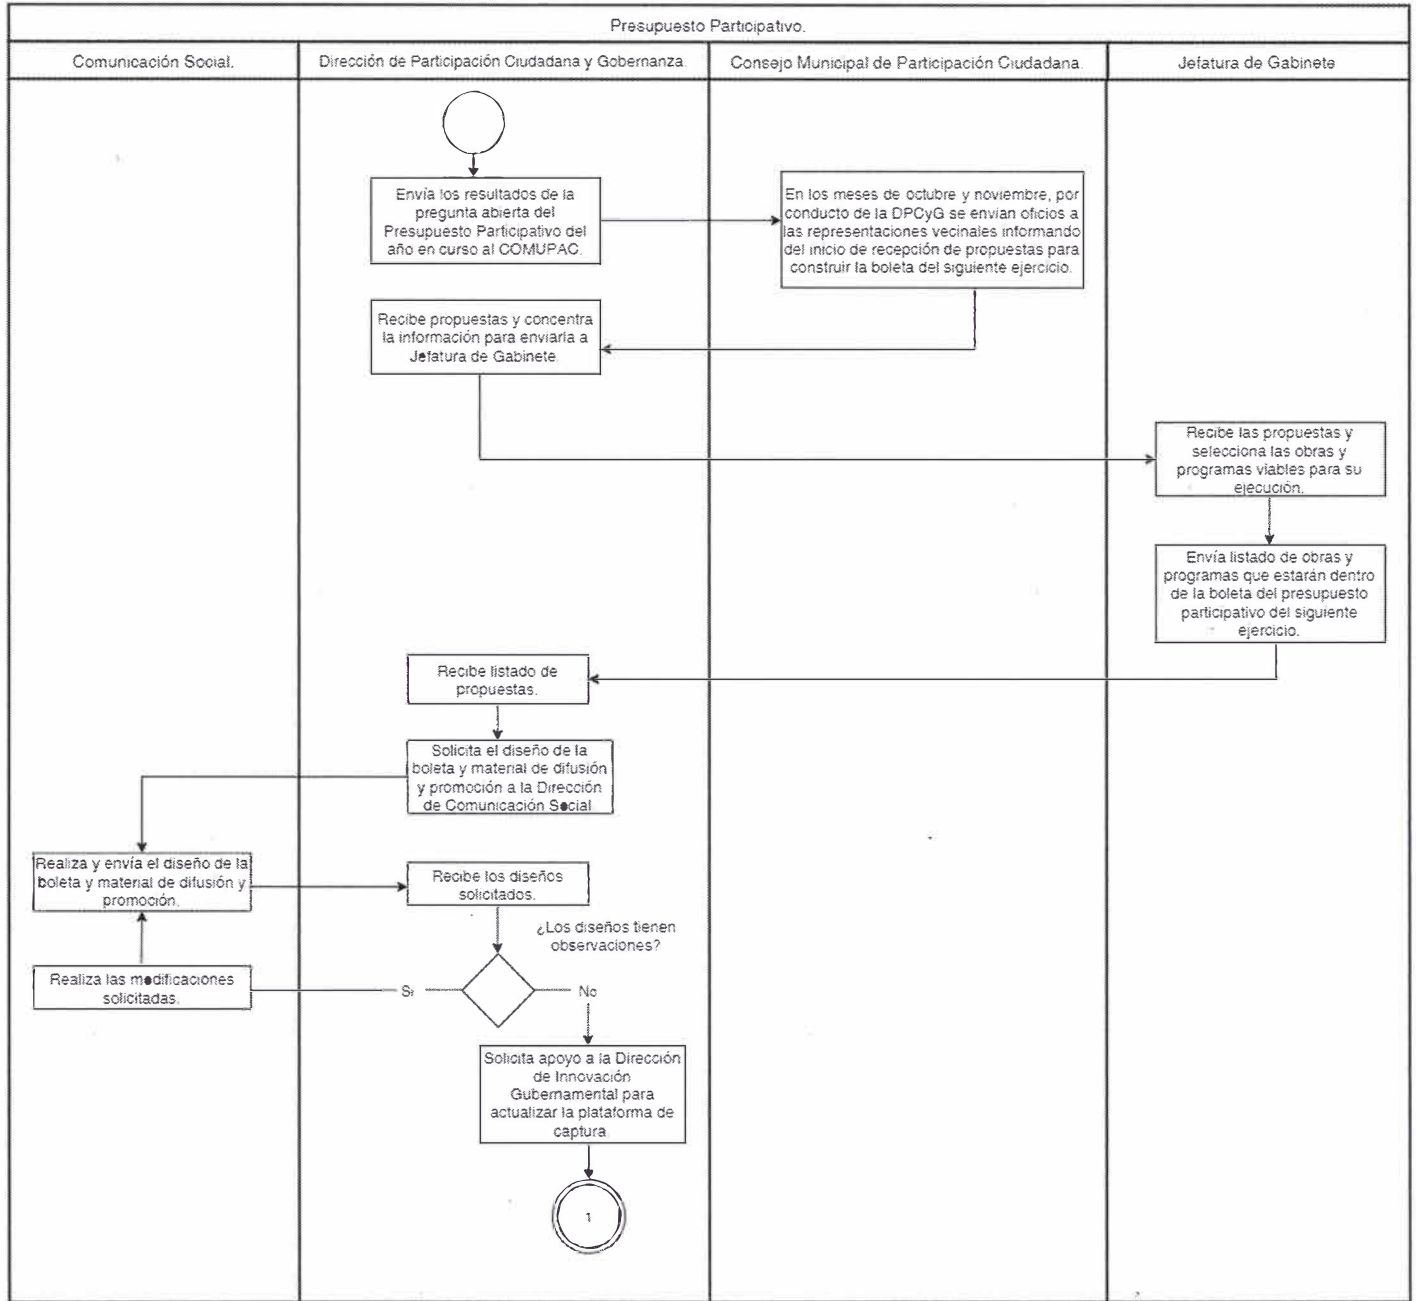 Presupuesto Participativo.
Comunicación Social.
Dirección de Participación Ciudadana y Gobernanza.
Consejo Municipal de Participación Ciudadana.
Jefatura de Gabinete
Envía los resultados de la
pregunta abierta del
Presupuesto Participativo del
año en curso al COMUPAC.
En los meses de octubre y noviembre, por
conducto de la DPCyG se envían oficios a
las representaciones vecinales informando
del inicio de recepción de propuestas para
construir la boleta del siguiente ejercicio.
Recibe propuestas y concentra
la información para enviarla a
Jefatura de Gabinete.
Recibe las propuestas y
selecciona las obras y
programas viables para su
ejecución.
Envía listado de obras y
programas que estarán dentro
de la boleta del presupuesto
participativo del siguiente
ejercicio.
Recibe listado de
propuestas.
Solicita el diseño de la
boleta y material de difusión
y promoción a la Dirección
de Comunicación Social
Realiza y envía el diseño de la
boleta y material de difusión y
promoción.
Recibe los diseños
solicitados.
¿Los diseños tienen
observaciones?
Realiza las modificaciones
solicitadas.
Si
No
Solicita apoyo a la Dirección
de Innovación
Gubernamental para
actualizar la plataforma de
captura
1